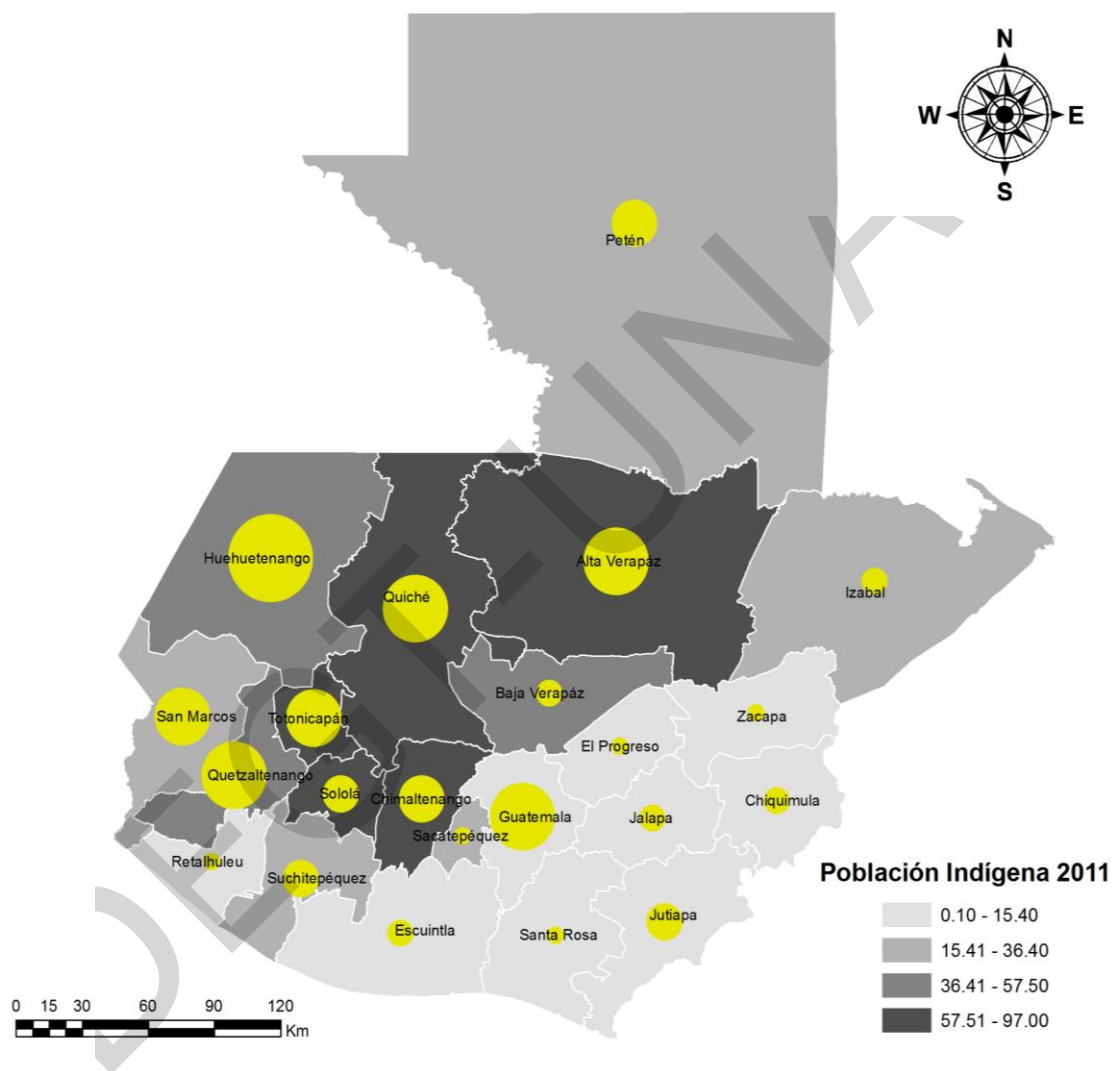 N
W E
S
Petén
Huehuetenango
Alta Verapáz
Quiché
Izabal
Baja Verapáz
San Marcos
Totonicapán
Zacapa
El Progreso
Quetzaltenango
Sololá
Chimaltenango
Chiquimula
Guatemala
Jalapa
Sacatepéquez
Retalhuleu
Suchitepéquez
Jutiapa
Escuintla
Santa Rosa
Población Indígena 2011
0.10 - 15.40
15.41 - 36.40
36.41 - 57.50
57.51 - 97.00
0 15 30 60 90 120
Km